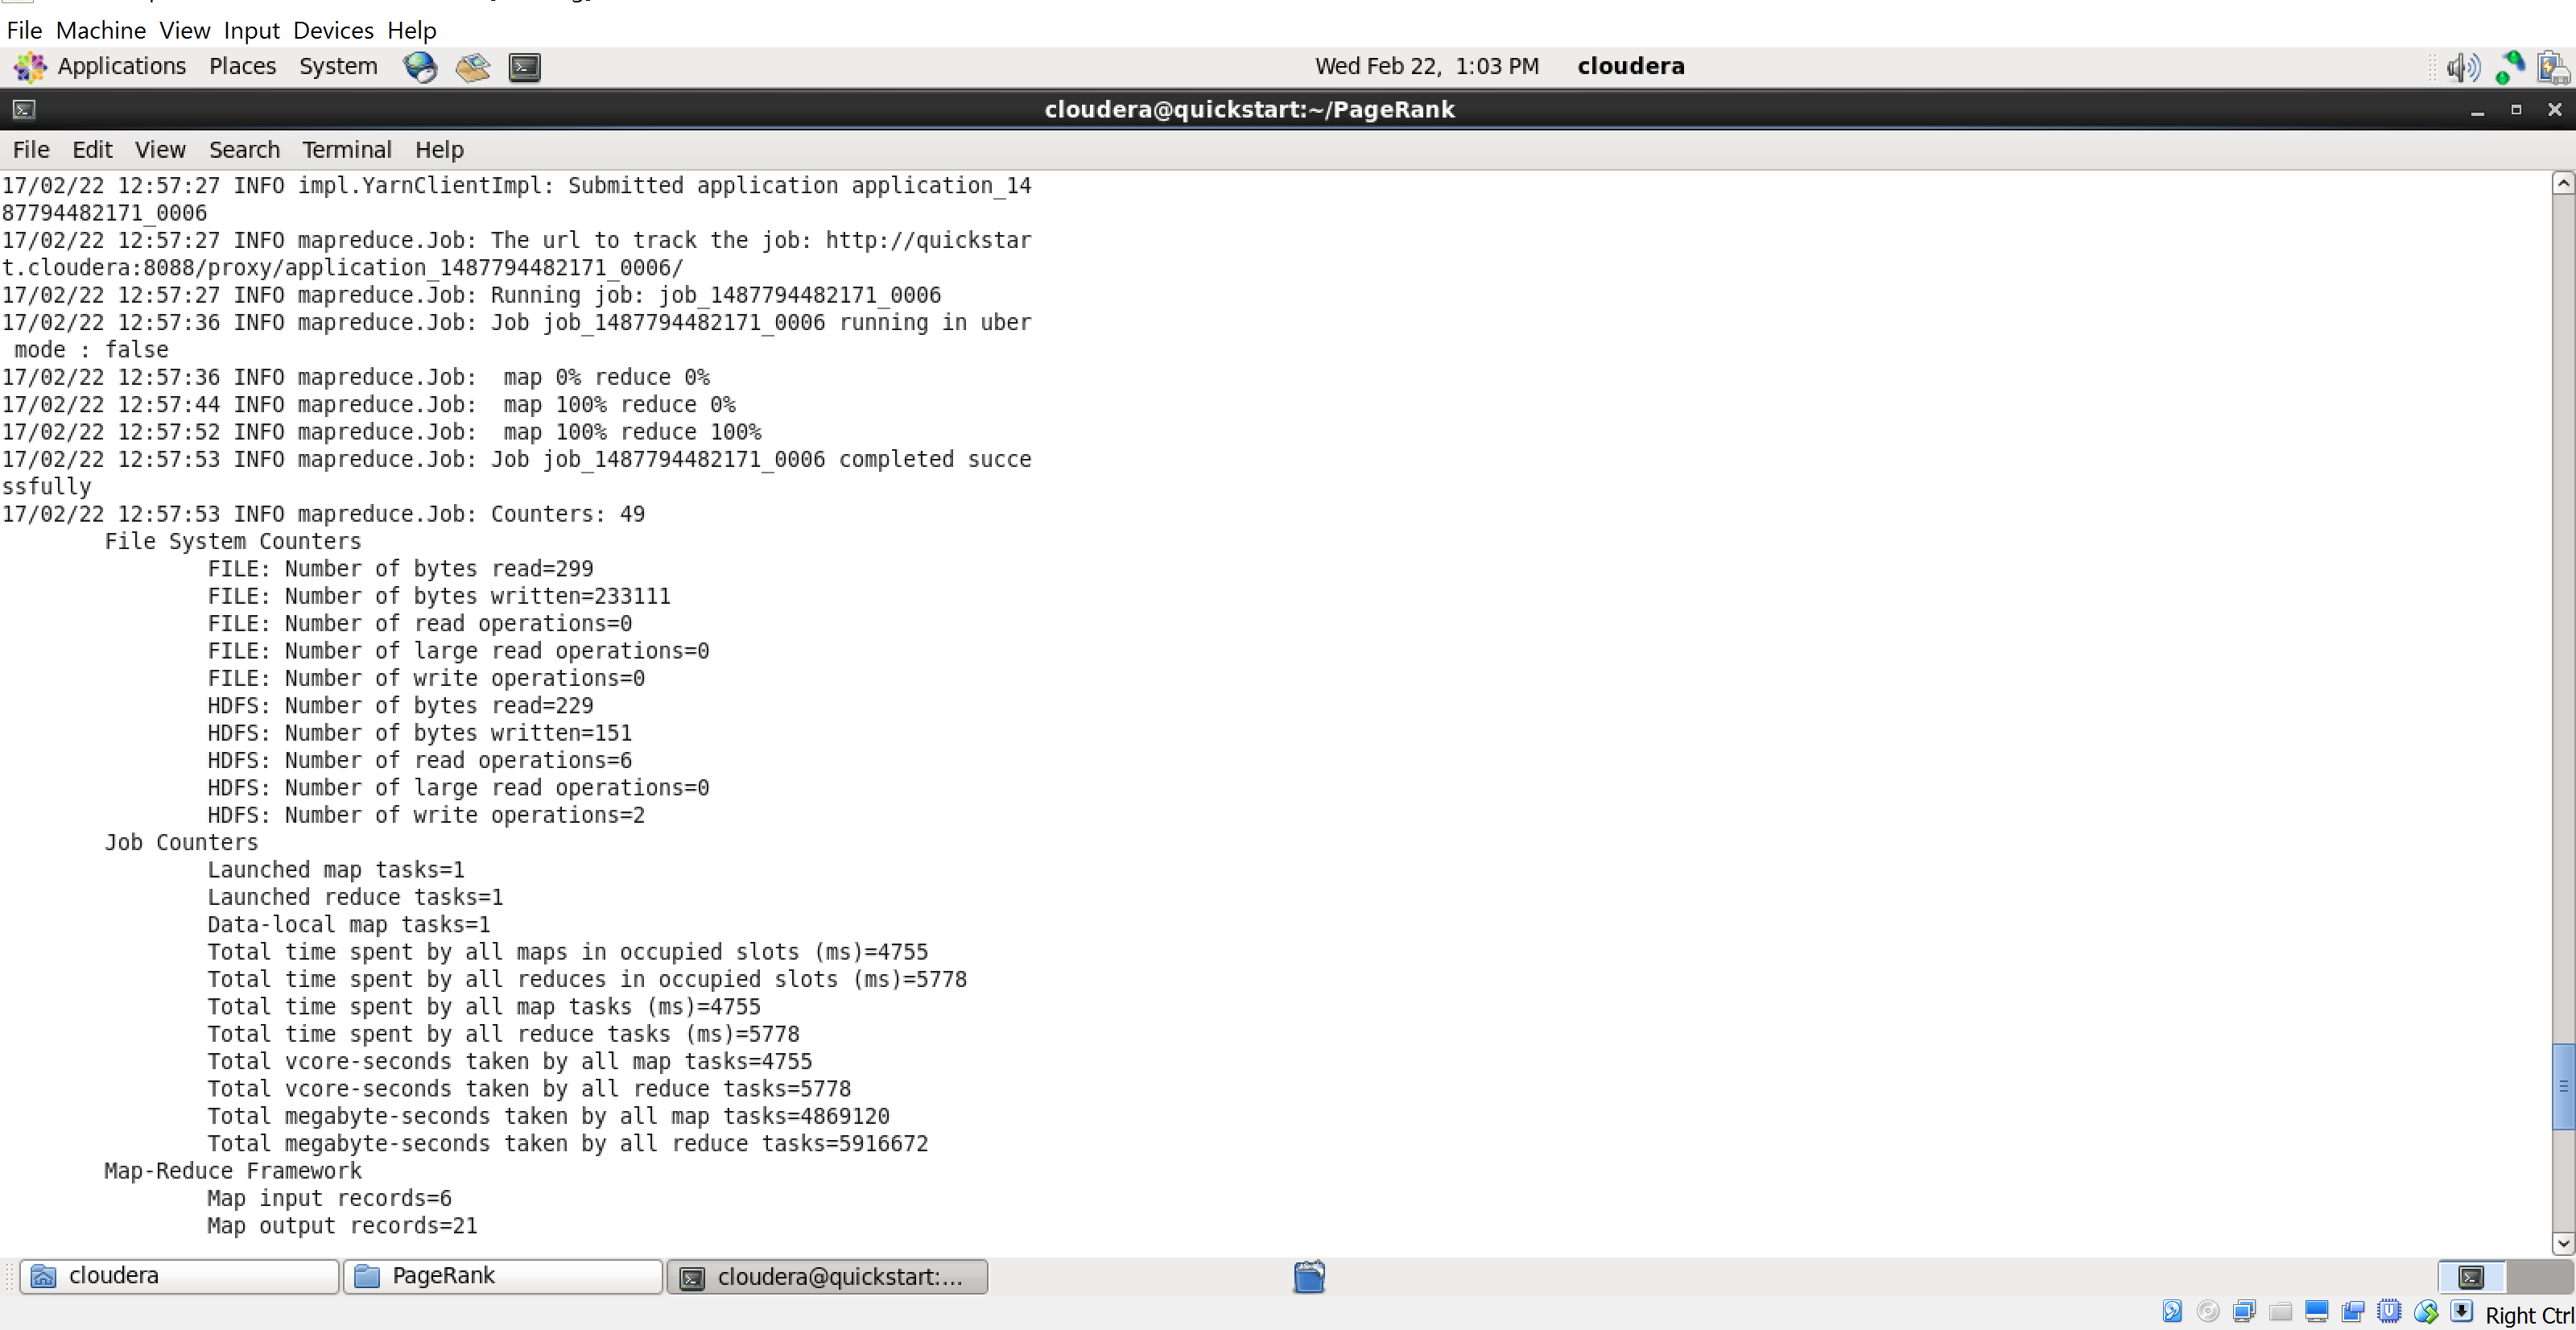 File Machine View Input Devices Help
Applications Places System Wed Feb 22, 1:03 PM cloudera
cloudera@quickstart:~/PageRank
File Edit View Search Terminal Help
17/02/22 12:57:27 INFO impl.YarnClientImpl: Submitted application application_14
87794482171_0006
17/02/22 12:57:27 INFO mapreduce.Job: The url to track the job: http://quickstar
t.cloudera:8088/proxy/application_1487794482171_0006/
17/02/22 12:57:27 INFO mapreduce.Job: Running job: job_1487794482171_0006
17/02/22 12:57:36 INFO mapreduce.Job: Job job_1487794482171_0006 running in uber
 mode : false
17/02/22 12:57:36 INFO mapreduce.Job:  map 0% reduce 0%
17/02/22 12:57:44 INFO mapreduce.Job:  map 100% reduce 0%
17/02/22 12:57:52 INFO mapreduce.Job:  map 100% reduce 100%
17/02/22 12:57:53 INFO mapreduce.Job: Job job_1487794482171_0006 completed succe
ssfully
17/02/22 12:57:53 INFO mapreduce.Job: Counters: 49
File System Counters
FILE: Number of bytes read=299
FILE: Number of bytes written=233111
FILE: Number of read operations=0
FILE: Number of large read operations=0
FILE: Number of write operations=0
HDFS: Number of bytes read=229
HDFS: Number of bytes written=151
HDFS: Number of read operations=6
HDFS: Number of large read operations=0
HDFS: Number of write operations=2
Job Counters
Launched map tasks=1
Launched reduce tasks=1
Data-local map tasks=1
Total time spent by all maps in occupied slots (ms)=4755
Total time spent by all reduces in occupied slots (ms)=5778
Total time spent by all map tasks (ms)=4755
Total time spent by all reduce tasks (ms)=5778
Total vcore-seconds taken by all map tasks=4755
Total vcore-seconds taken by all reduce tasks=5778
Total megabyte-seconds taken by all map tasks=4869120
Total megabyte-seconds taken by all reduce tasks=5916672
Map-Reduce Framework
Map input records=6
Map output records=21
cloudera PageRank cloudera@quickstart:...
Right Ctrl